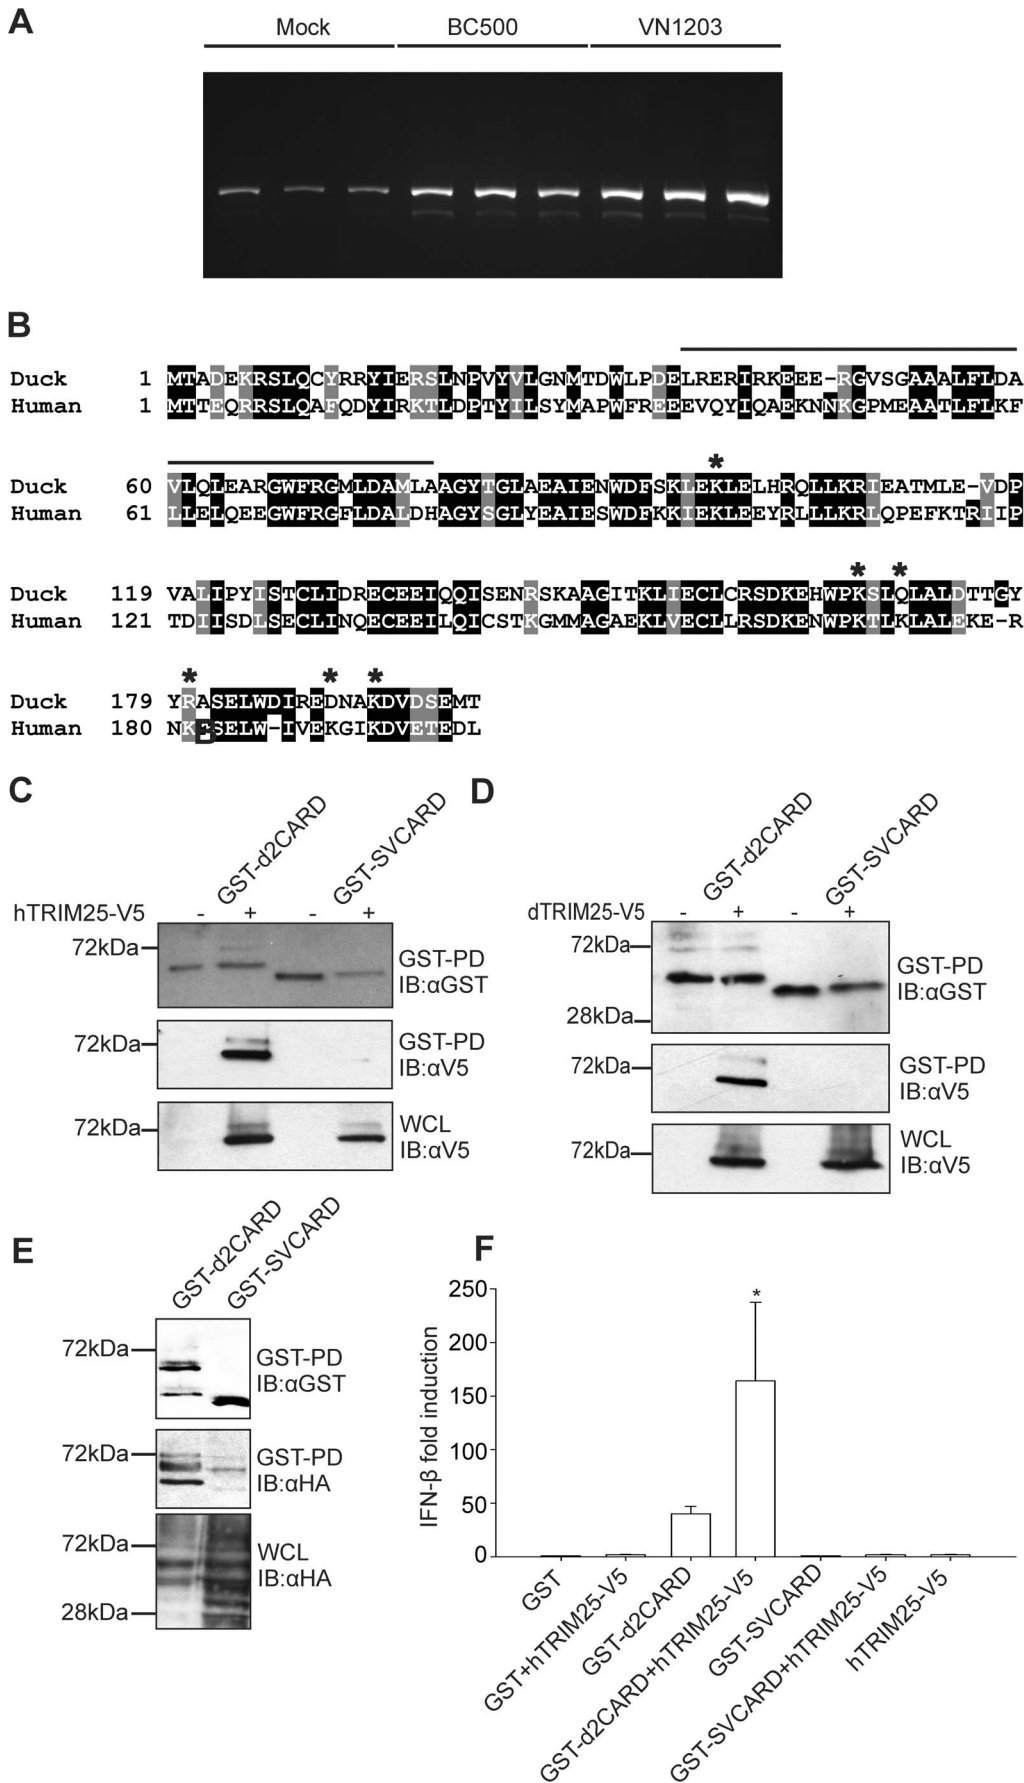 A
Mock BC500 VN1203
B
Duck 1 MTADEKRSLQCYRRYIERSLNPVYVLGNMTDWLPDELRERIRKEEE-RGVSGAAALFLDA
Human 1 MTTEQRRSLQAFQDYIRKTLDPTYILSYMAPWFREEEVQYIQAEKNNKGPMEAATLFLKF
*
Duck 60 VLQLEARGWFRGMLDAMLAAGYTGLAEAIENWDFSKLEKLELHRQLLKRIEATMLE-VDP
Human 61 LLELQEEGWFRGFLDALDHAGYSGLYEAIESWDFKKIEKLEEYRLLLKRLQPEFKTRIIP
* *
Duck 119 VALIPYISTCLIDRECEEIQQISENRSKAAGITKLIECLCRSDKEHWPKSLQLALDTTGY
Human 121 TDIISDLSECLINQECEEILQICSTKGMMAGAEKLVECLLRSDKENWPKTLKLALEKE-R
* * *
Duck 179 YRASELWDIREDNAKDVDSEMT
Human 180 NKESELW-IVEKGIKDVETEDL
B
C
GST-d2CARD GST-SVCARD
hTRIM25-V5 - + - +
72kDa
GST-PD
IB:αGST
72kDa
GST-PD
IB:αV5
72kDa
WCL
IB:αV5
D
GST-d2CARD GST-SVCARD
dTRIM25-V5 - + - +
72kDa
GST-PD
IB:αGST
28kDa
72kDa
GST-PD
IB:αV5
72kDa
WCL
IB:αV5
E
GST-d2CARD GST-SVCARD
72kDa
GST-PD
IB:αGST
72kDa
GST-PD
IB:αHA
72kDa
WCL
IB:αHA
28kDa
F
IFN-β fold induction
250
200
150
100
50
0
*
GST
GST+hTRIM25-V5
GST-d2CARD
GST-d2CARD+hTRIM25-V5
GST-SVCARD
GST-SVCARD+hTRIM25-V5
hTRIM25-V5